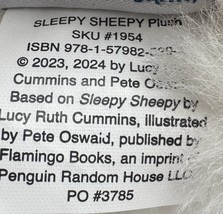 SLEEPY SHEEPY Plush
SKU #1954
ISBN 978-1-57982-
© 2023, 2024 by Lucy
Cummins and Pete
Based on Sleepy Sheepy by
Lucy Ruth Cummins, illustrated
by Pete Oswald, published by
Flamingo Books, an imprint
Penguin Random House LLC
PO #3785